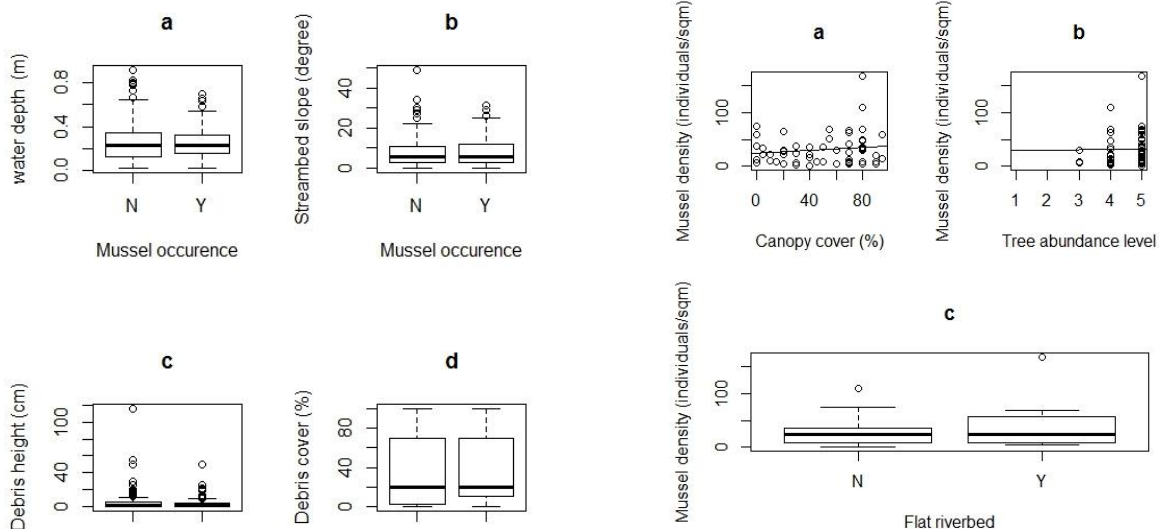 a
water depth (m)
0.0 0.4 0.8
N Y
Mussel occurence
b
Streambed slope (degree)
0 20 40
N Y
Mussel occurence
c
Debris height (cm)
0 40 100
d
Debris cover (%)
0 40 80
a
Mussel density (individuals/sqm)
0 100
0 40 80
Canopy cover (%)
b
Mussel density (individuals/sqm)
0 100
1 2 3 4 5
Tree abundance level
c
Mussel density (individuals/sqm)
0 100
N Y
Flat riverbed